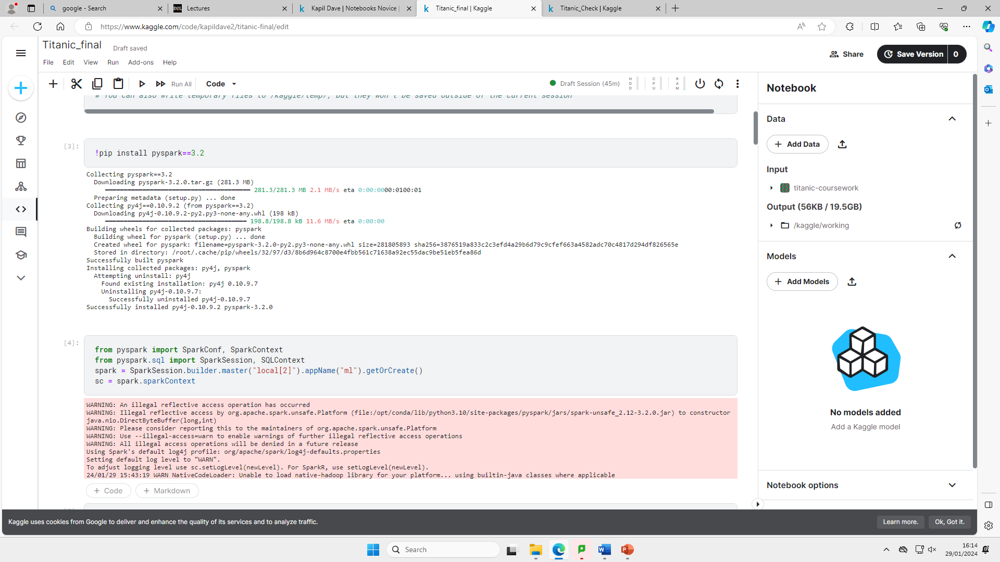 google - Search
D2L Lectures
Kapil Dave | Notebooks Novice |
Titanic_final | Kaggle
Titanic_Check | Kaggle
https://www.kaggle.com/code/kapildave2/titanic-final/edit
Titanic_final
Draft saved
Share
Save Version 0
File Edit View Run Add-ons Help
Run All
Code
Draft Session (45m)
HDD
CPU
RAM
# You can also write temporary files to /kaggle/temp/, but they won't be saved outside of the current session
[3]:
!pip install pyspark==3.2
Collecting pyspark==3.2
Downloading pyspark-3.2.0.tar.gz (281.3 MB)
281.3/281.3 MB 2.1 MB/s eta 0:00:0000:0100:01
Preparing metadata (setup.py) ... done
Collecting py4j==0.10.9.2 (from pyspark==3.2)
Downloading py4j-0.10.9.2-py2.py3-none-any.whl (198 kB)
198.8/198.8 kB 11.6 MB/s eta 0:00:00
Building wheels for collected packages: pyspark
Building wheel for pyspark (setup.py) ... done
Created wheel for pyspark: filename=pyspark-3.2.0-py2.py3-none-any.whl size=281805893 sha256=3876519a833c2c3efd4a29b6d79c9cfef663a4582adc70c4817d294df826565e
Stored in directory: /root/.cache/pip/wheels/32/97/d3/8b6d964c8700e4fbb561c71638a92ec55dac9be51eb5fea86d
Successfully built pyspark
Installing collected packages: py4j, pyspark
Attempting uninstall: py4j
Found existing installation: py4j 0.10.9.7
Uninstalling py4j-0.10.9.7:
Successfully uninstalled py4j-0.10.9.7
Successfully installed py4j-0.10.9.2 pyspark-3.2.0
[4]:
from pyspark import SparkConf, SparkContext
from pyspark.sql import SparkSession, SQLContext
spark = SparkSession.builder.master("local[2]").appName("ml").getOrCreate()
sc = spark.sparkContext
WARNING: An illegal reflective access operation has occurred
WARNING: Illegal reflective access by org.apache.spark.unsafe.Platform (file:/opt/conda/lib/python3.10/site-packages/pyspark/jars/spark-unsafe_2.12-3.2.0.jar) to constructor
java.nio.DirectByteBuffer(long,int)
WARNING: Please consider reporting this to the maintainers of org.apache.spark.unsafe.Platform
WARNING: Use --illegal-access=warn to enable warnings of further illegal reflective access operations
WARNING: All illegal access operations will be denied in a future release
Using Spark's default log4j profile: org/apache/spark/log4j-defaults.properties
Setting default log level to "WARN".
To adjust logging level use sc.setLogLevel(newLevel). For SparkR, use setLogLevel(newLevel).
24/01/29 15:43:19 WARN NativeCodeLoader: Unable to load native-hadoop library for your platform... using builtin-java classes where applicable
+ Code
+ Markdown
Notebook
Data
+ Add Data
Input
titanic-coursework
Output (56KB / 19.5GB)
/kaggle/working
Models
+ Add Models
No models added
Add a Kaggle model
Notebook options
Kaggle uses cookies from Google to deliver and enhance the quality of its services and to analyze traffic.
Learn more.
Ok, Got it.
Search
16:14
29/01/2024